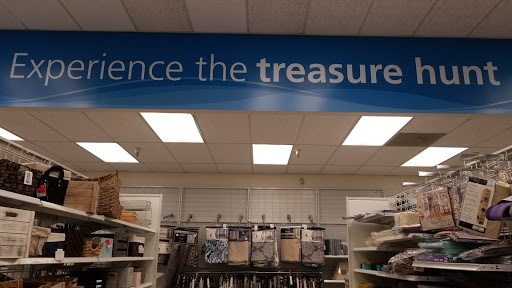 Experience the treasure hunt